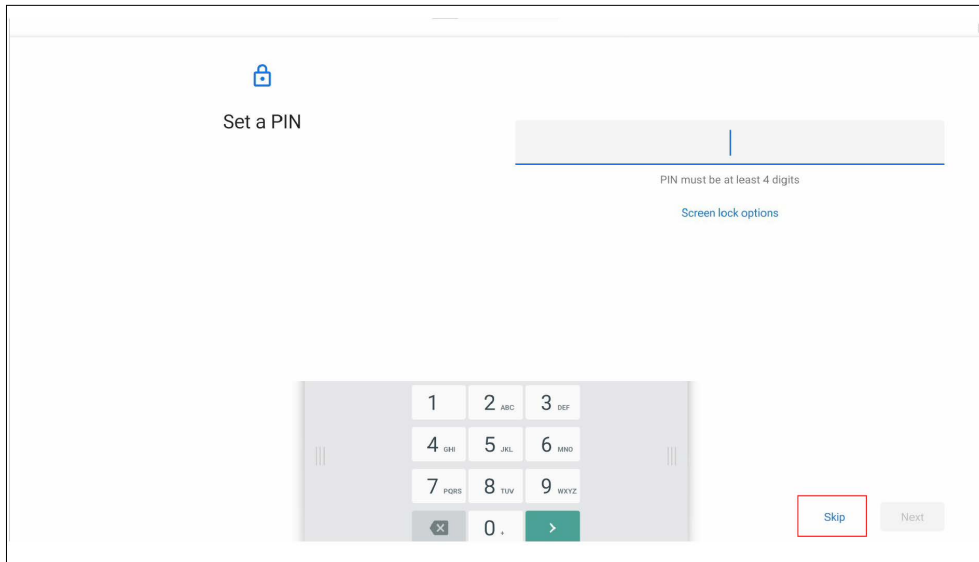 Set a PIN
PIN must be at least 4 digits
Screen lock options
1 2 ABC 3 DEF
4 GHI 5 JKL 6 MNO
7 PQRS 8 TUV 9 WXYZ
0 +
Skip Next